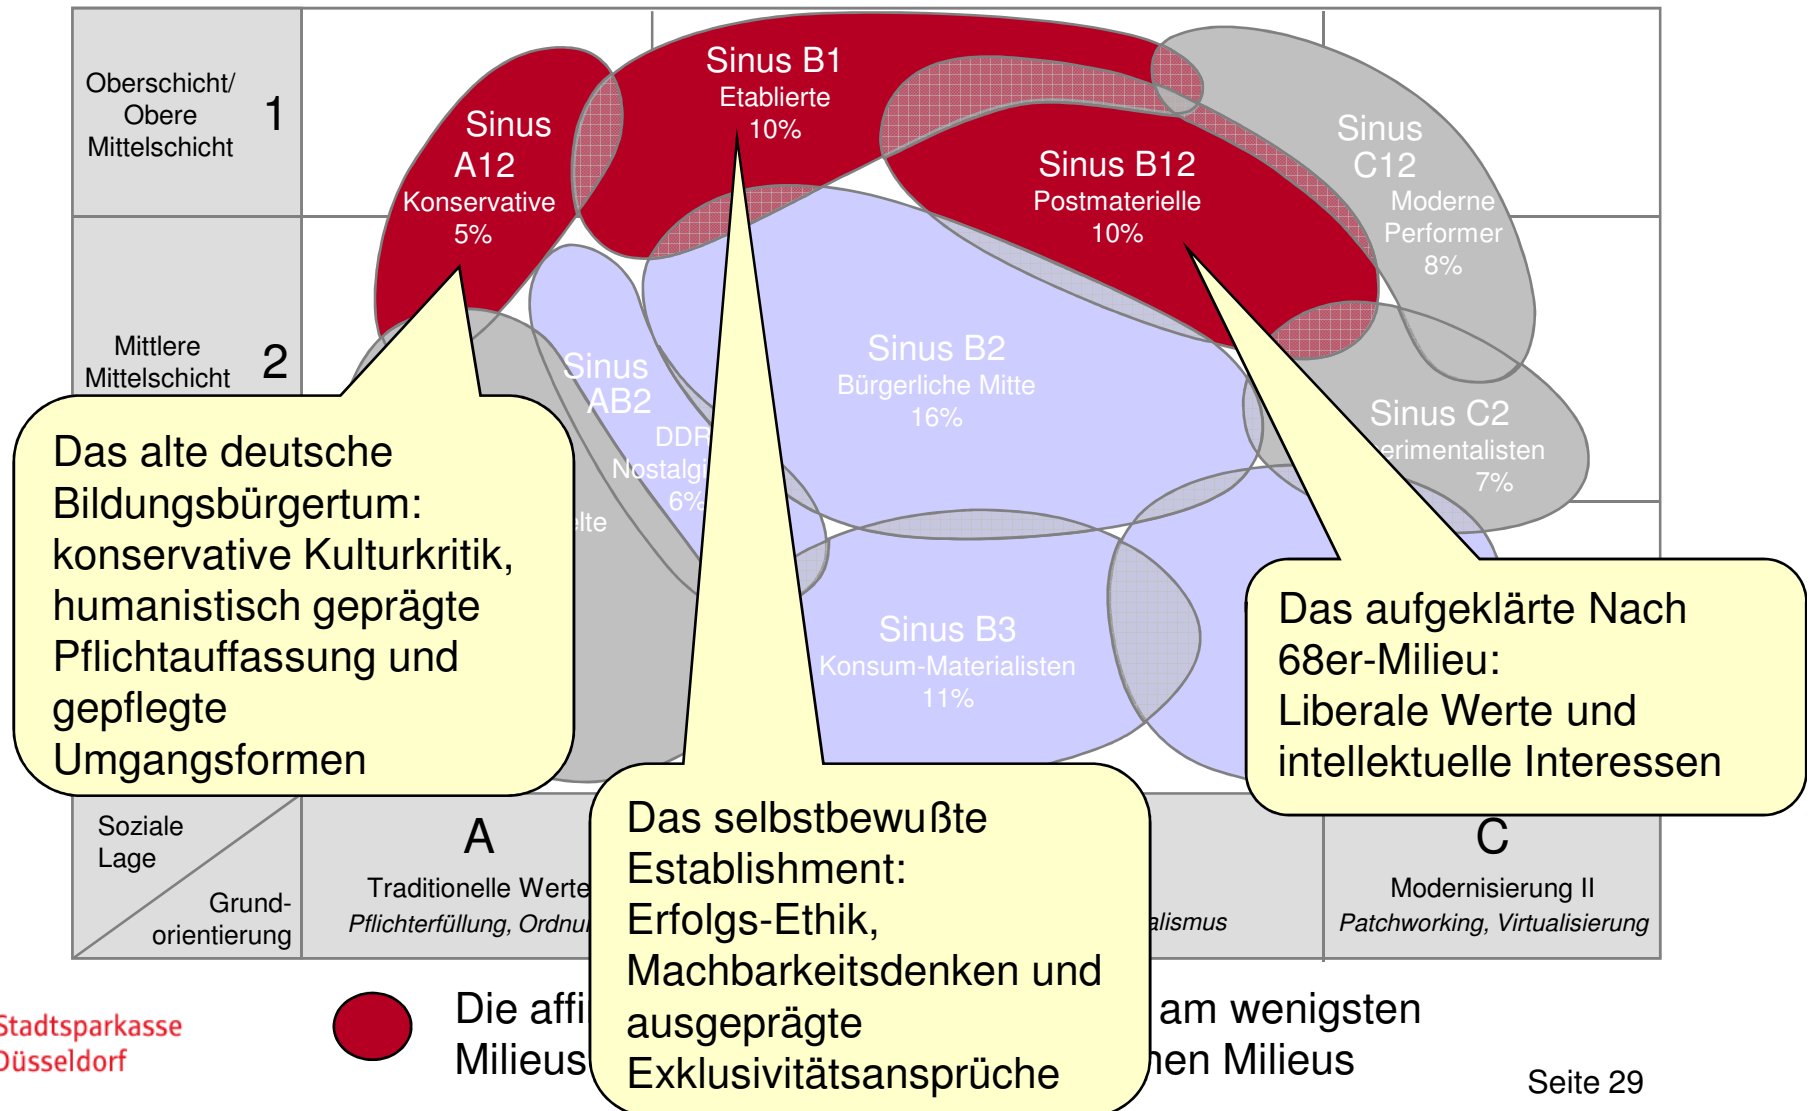 Oberschicht/
Obere
Mittelschicht
1
Mittlere
Mittelschicht
2
Sinus
A12
Konservative
5%
Sinus B1
Etablierte
10%
Sinus B12
Postmaterielle
10%
Sinus
C12
Moderne
Performer
8%
Sinus
AB2
DDR
6%
Sinus B2
Bürgerliche Mitte
16%
Sinus C2
7%
Sinus B3
Konsum-Materialisten
11%
Das alte deutsche
Bildungsbürgertum:
konservative Kulturkritik,
humanistisch geprägte
Pflichtauffassung und
gepflegte
Umgangsformen
Das selbstbewußte
Establishment:
Erfolgs-Ethik,
Machbarkeitsdenken und
ausgeprägte
Exklusivitätsansprüche
Das aufgeklärte Nach
68er-Milieu:
Liberale Werte und
intellektuelle Interessen
Soziale
Lage
Grund-
orientierung
A
Traditionelle Werte
Pflichterfüllung,
C
Modernisierung II
Patchworking, Virtualisierung
Die
am wenigsten
Milieus
Milieus
Stadtsparkasse
Düsseldorf
Seite 29